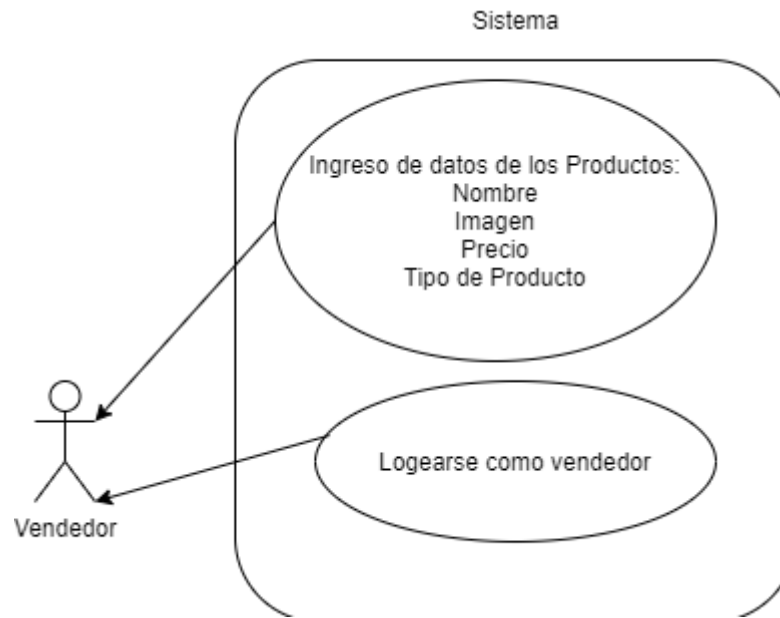 Sistema
Ingreso de datos de los Productos:
Nombre
Imagen
Precio
Tipo de Producto
Logearse como vendedor
Vendedor